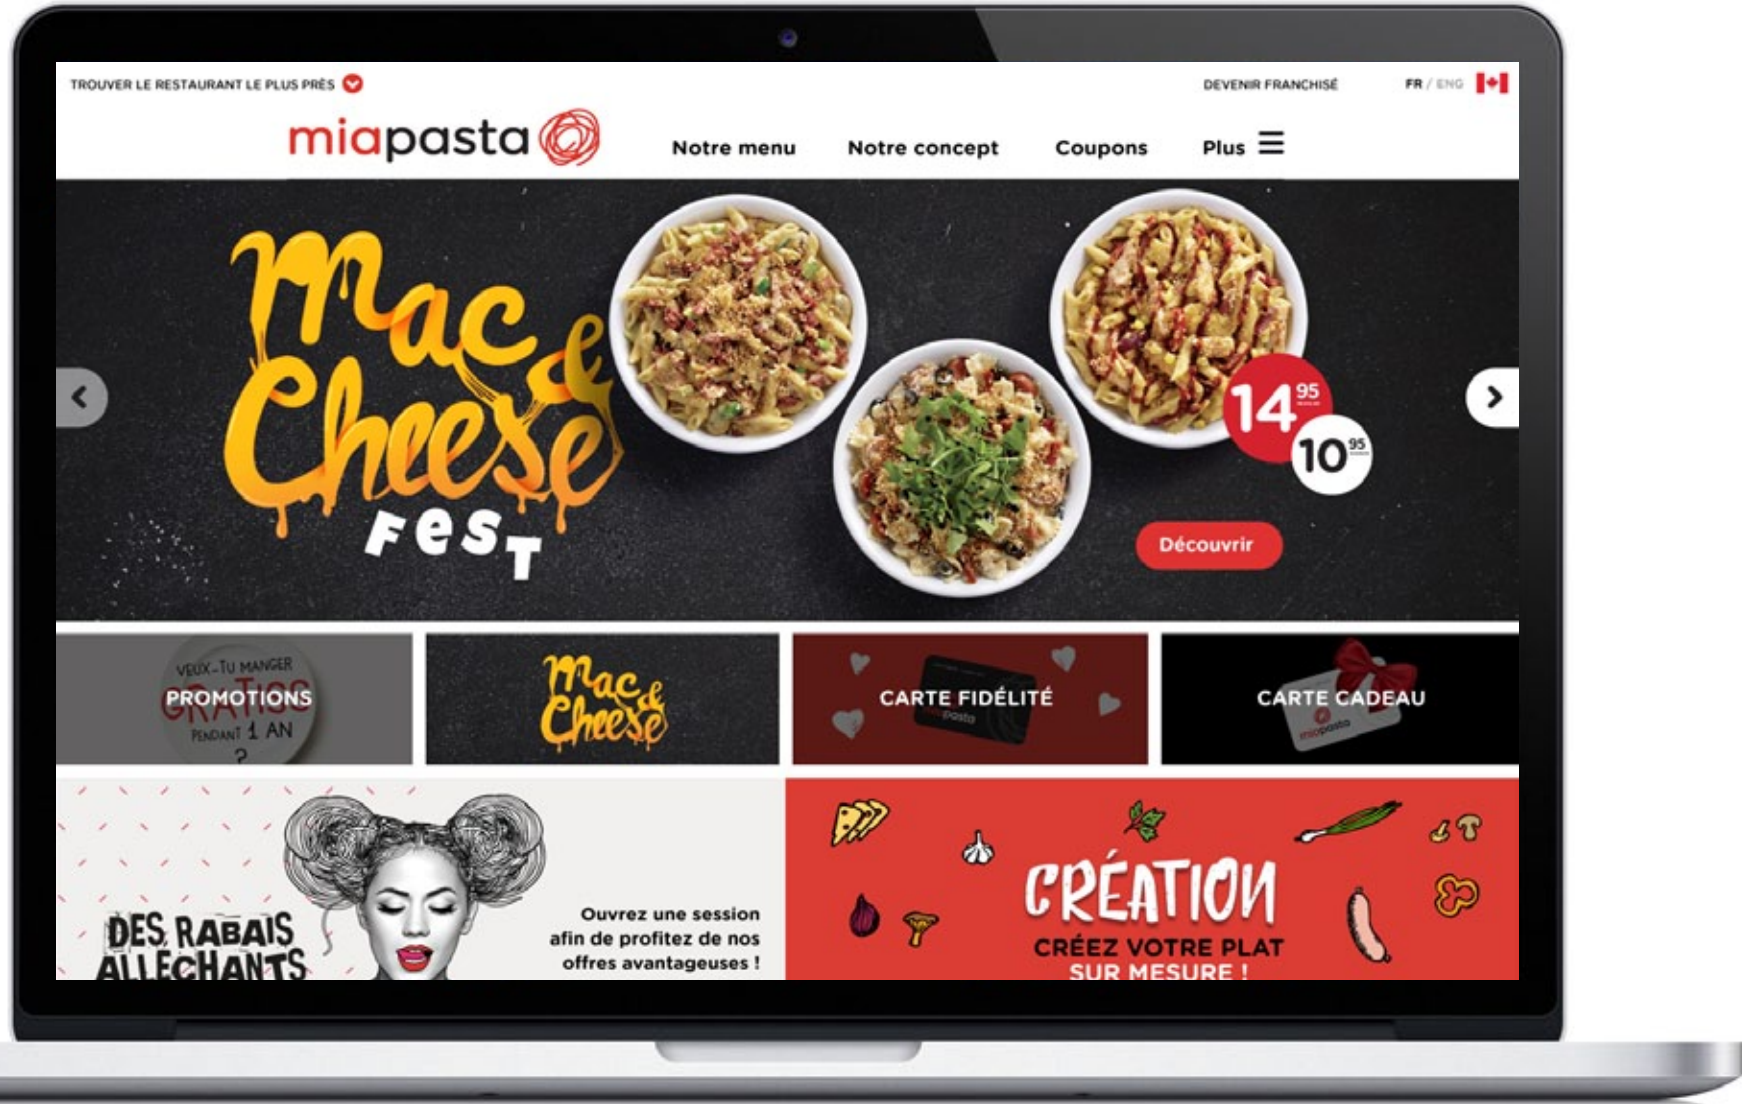 TROUVER LE RESTAURANT LE PLUS PRÈS
DEVENIR FRANCHISÉ
FR / ENG
miapasta
Notre menu
Notre concept
Coupons
Plus
Mac &
Cheese
FesT
14 95
10 95
Découvrir
VEUX-TU MANGER
GRATISS
PROMOTIONS
PENDANT 1 AN
?
Mac &
Cheese
CARTE FIDÉLITÉ
miapasta
CARTE CADEAU
miapasta
DES RABAIS
ALLÉCHANTS
Ouvrez une session
afin de profitez de nos
offres avantageuses !
CRÉATION
CRÉEZ VOTRE PLAT
SUR MESURE !